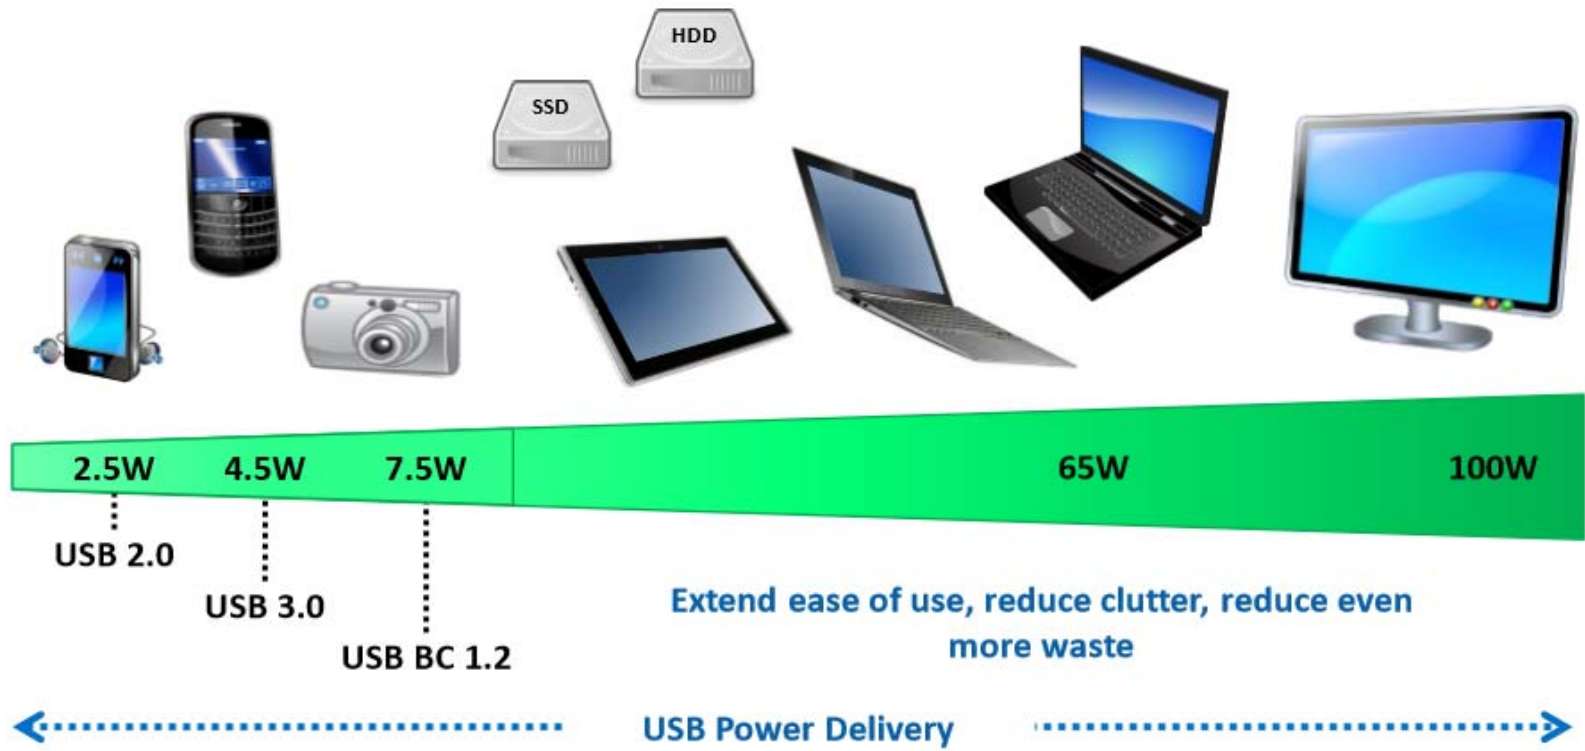 HDD
SSD
2.5W 4.5W 7.5W 65W 100W
USB 2.0
USB 3.0
USB BC 1.2
Extend ease of use, reduce clutter, reduce even
more waste
USB Power Delivery